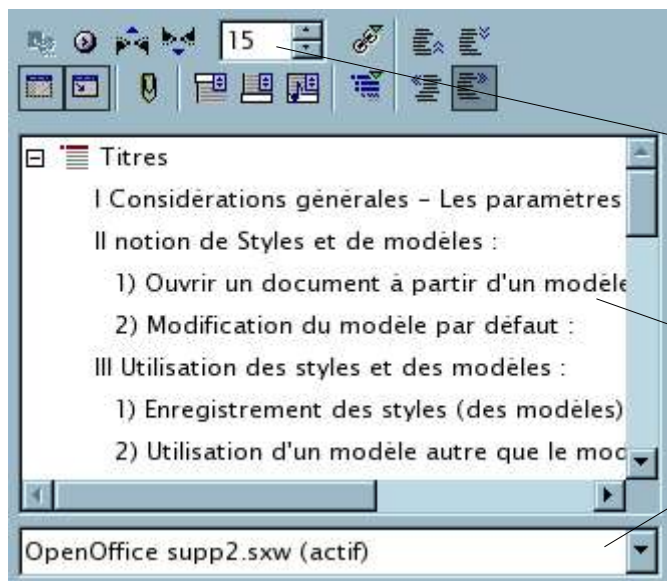 15
Titres
I Considérations générales – Les paramètres
II notion de Styles et de modèles :
1) Ouvrir un document à partir d'un modèle
2) Modification du modèle par défaut :
III Utilisation des styles et des modèles :
1) Enregistrement des styles (des modèles)
2) Utilisation d'un modèle autre que le mod
OpenOffice supp2.sxw (actif)